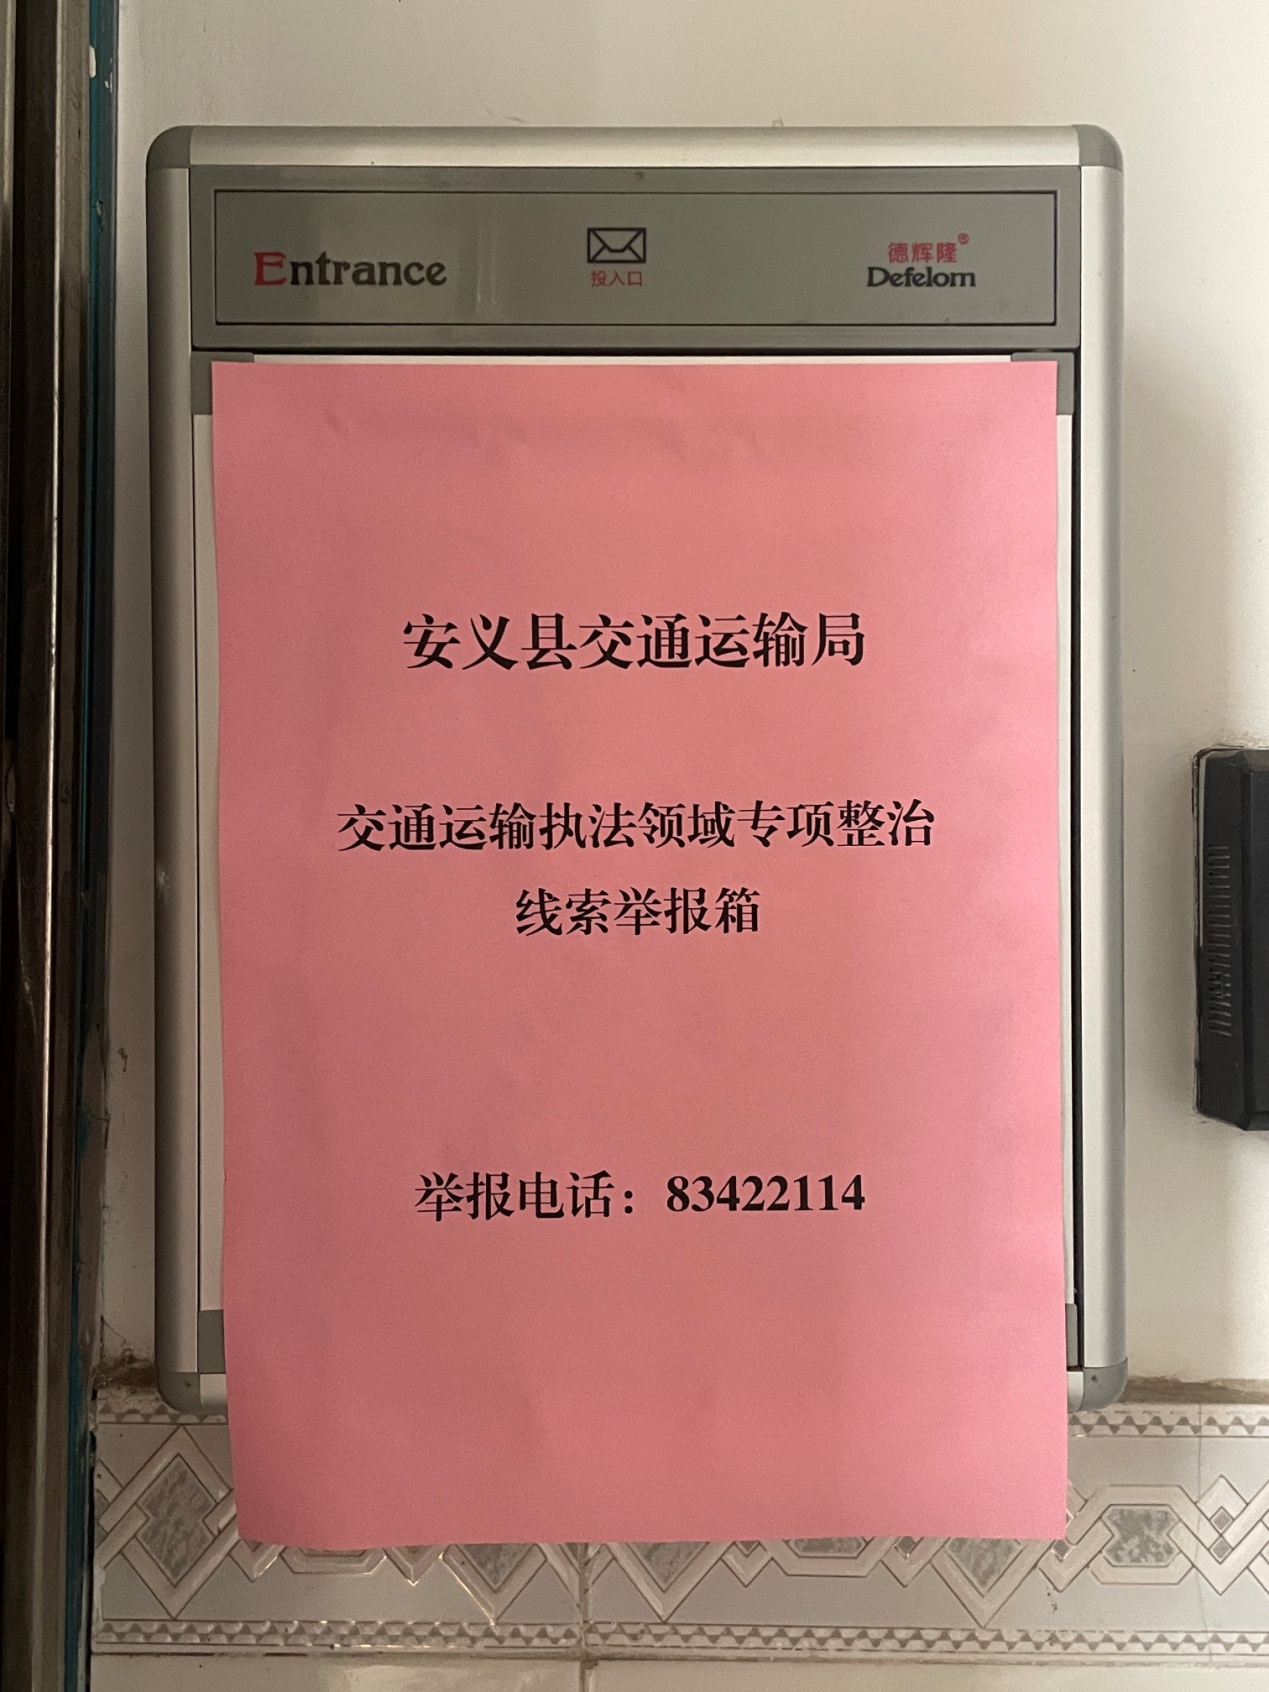 Entrance
投入口
德辉隆®
Defelom
安义县交通运输局
交通运输执法领域专项整治
线索举报箱
举报电话：83422114